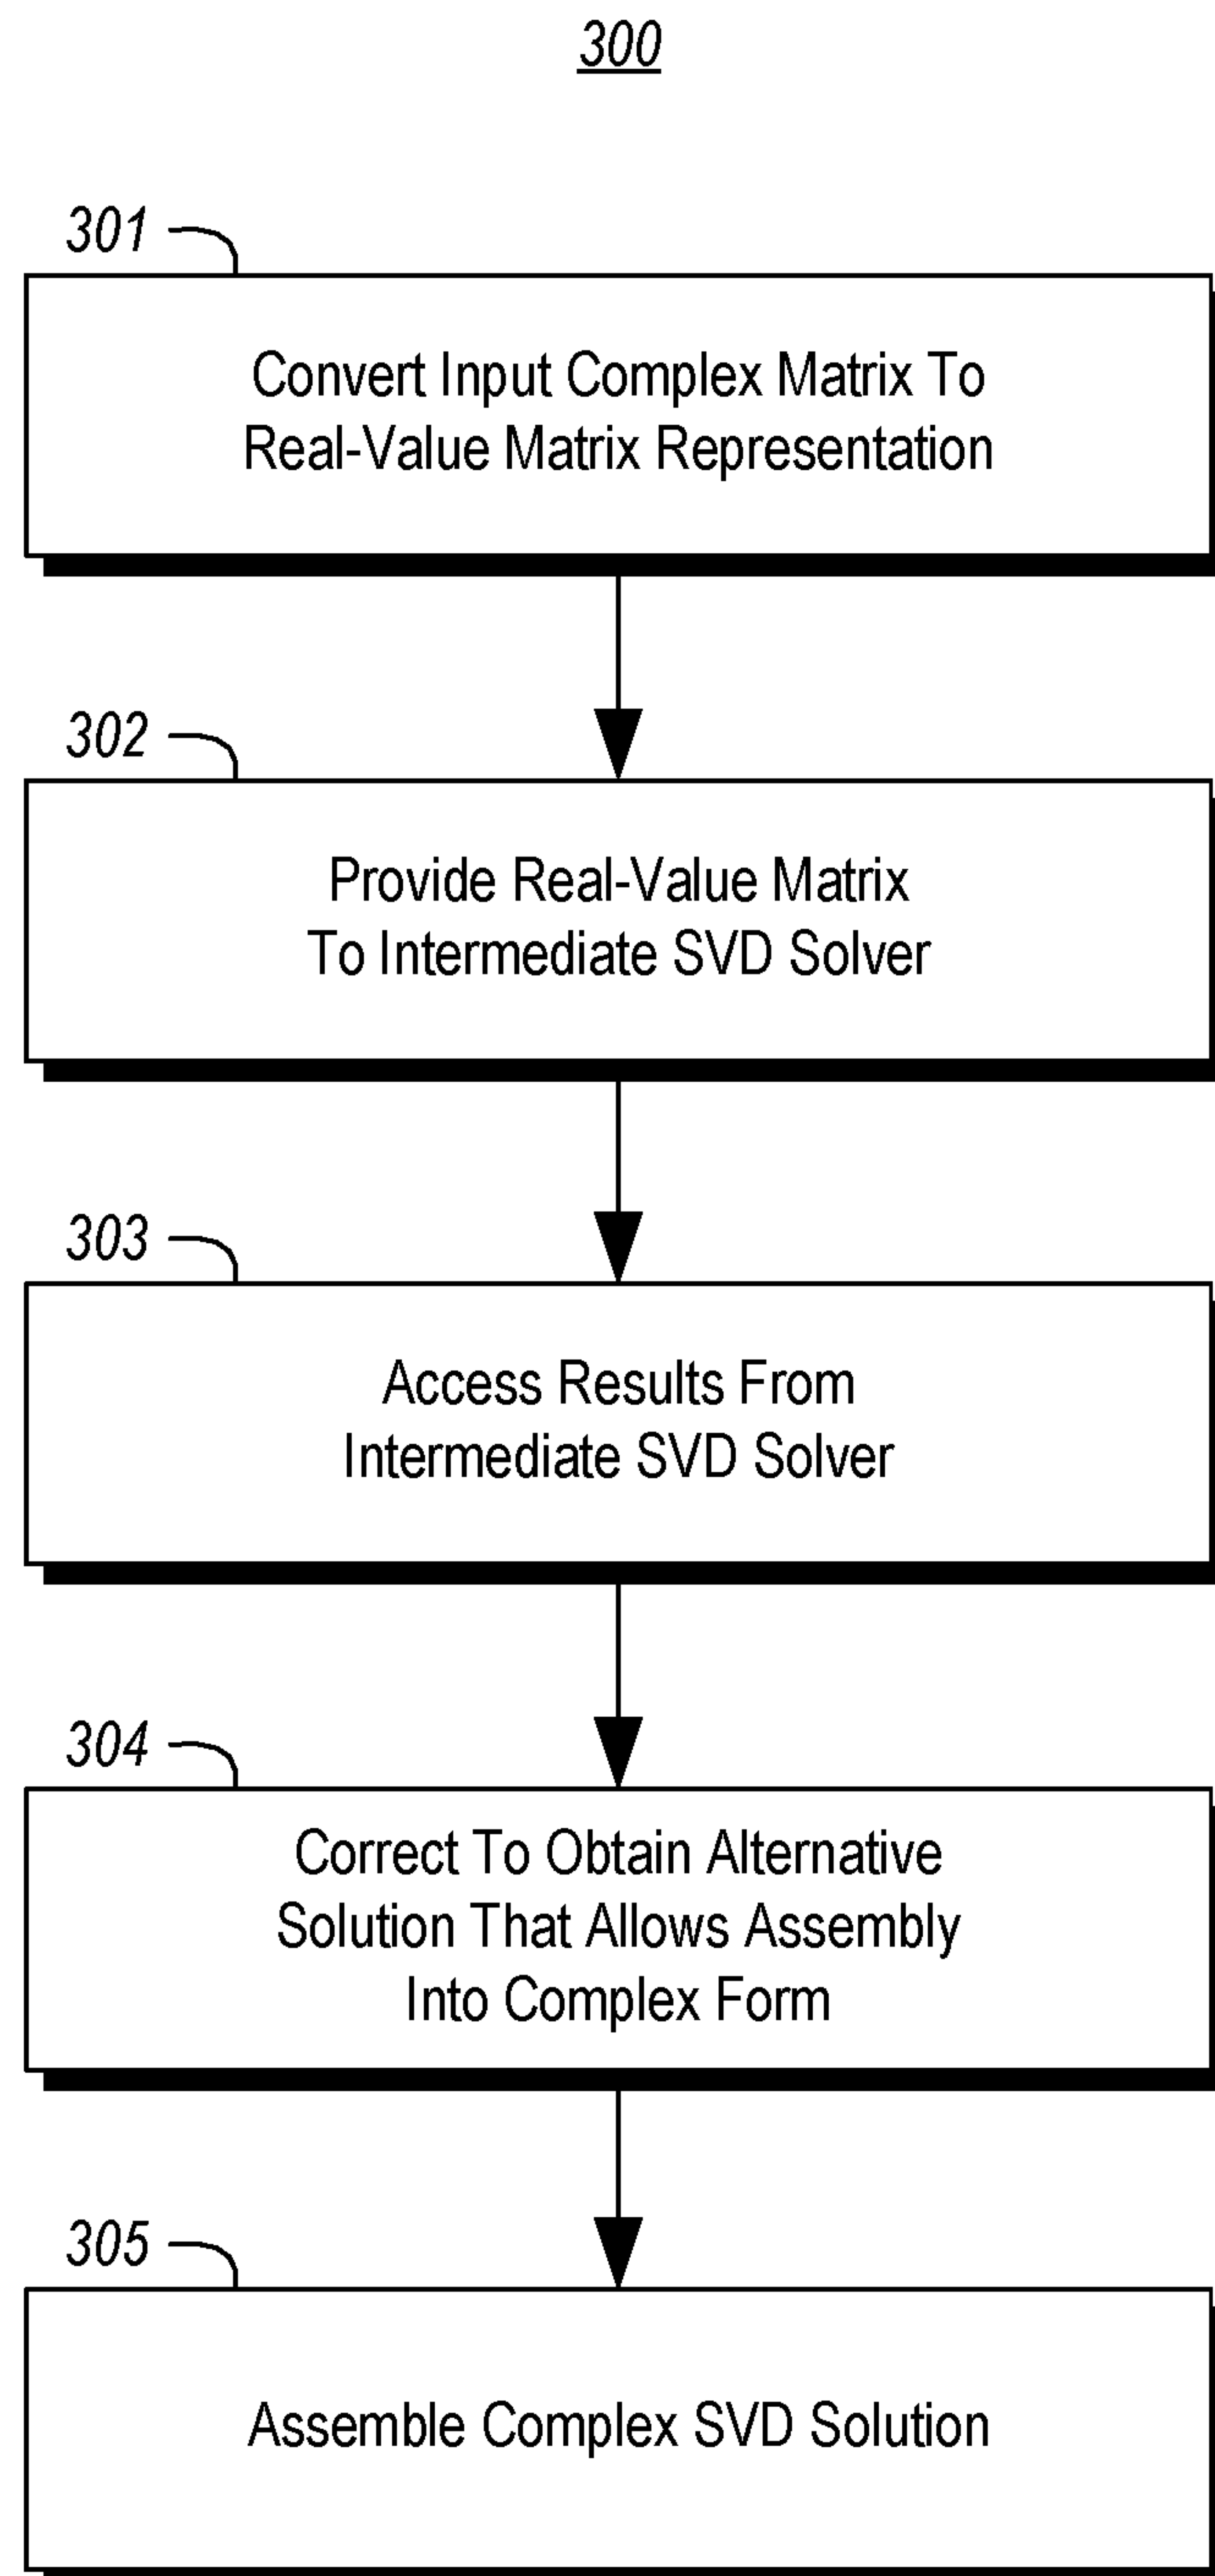 300
301
Convert Input Complex Matrix To
Real-Value Matrix Representation
302
Provide Real-Value Matrix
To Intermediate SVD Solver
303
Access Results From
Intermediate SVD Solver
304
Correct To Obtain Alternative
Solution That Allows Assembly
Into Complex Form
305
Assemble Complex SVD Solution